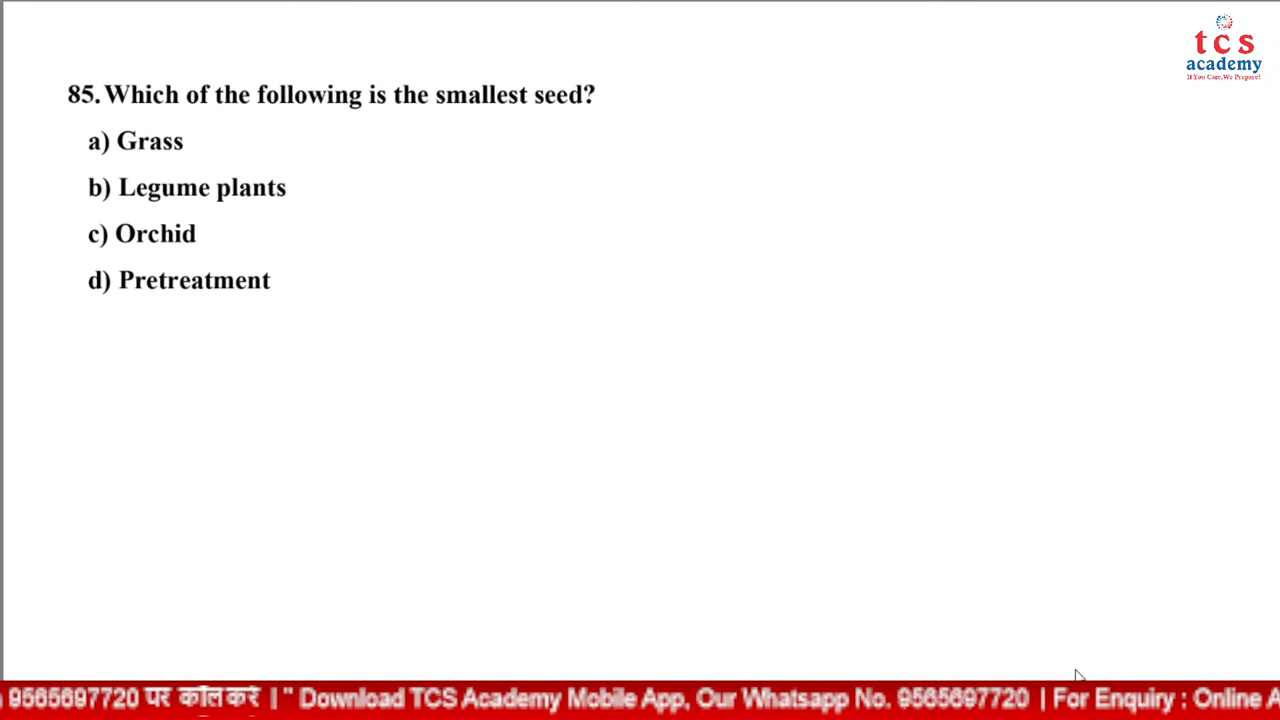 tcs
academy
If You Care,We Prepare!
85. Which of the following is the smallest seed?
a) Grass
b) Legume plants
c) Orchid
d) Pretreatment
9565697720 पर कॉल करें | " Download TCS Academy Mobile App, Our Whatsapp No. 9565697720 | For Enquiry : Online A